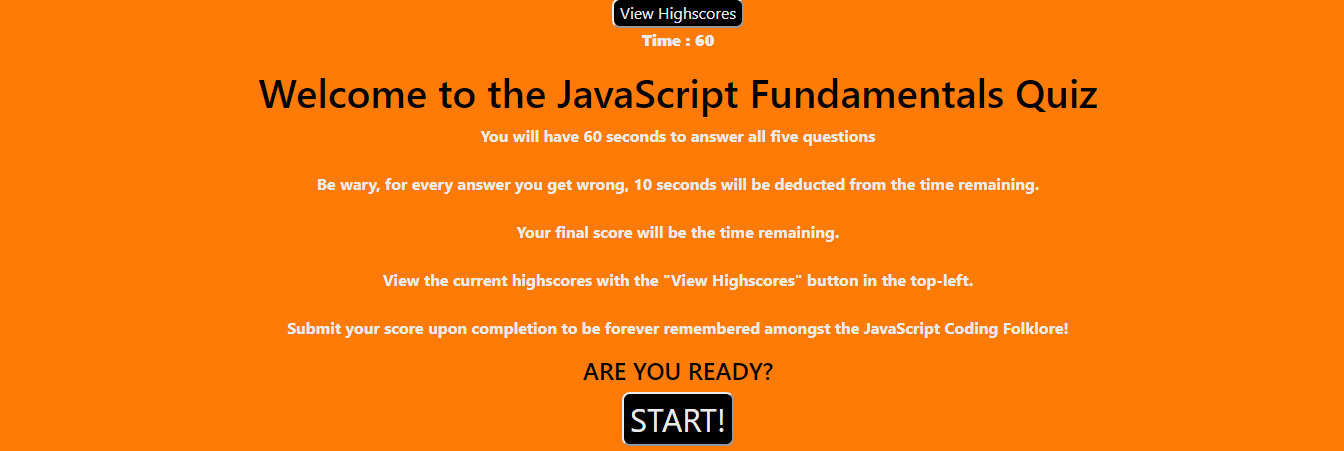 View Highscores
Time : 60
Welcome to the JavaScript Fundamentals Quiz
You will have 60 seconds to answer all five questions
Be wary, for every answer you get wrong, 10 seconds will be deducted from the time remaining.
Your final score will be the time remaining.
View the current highscores with the "View Highscores" button in the top-left.
Submit your score upon completion to be forever remembered amongst the JavaScript Coding Folklore!
ARE YOU READY?
START!